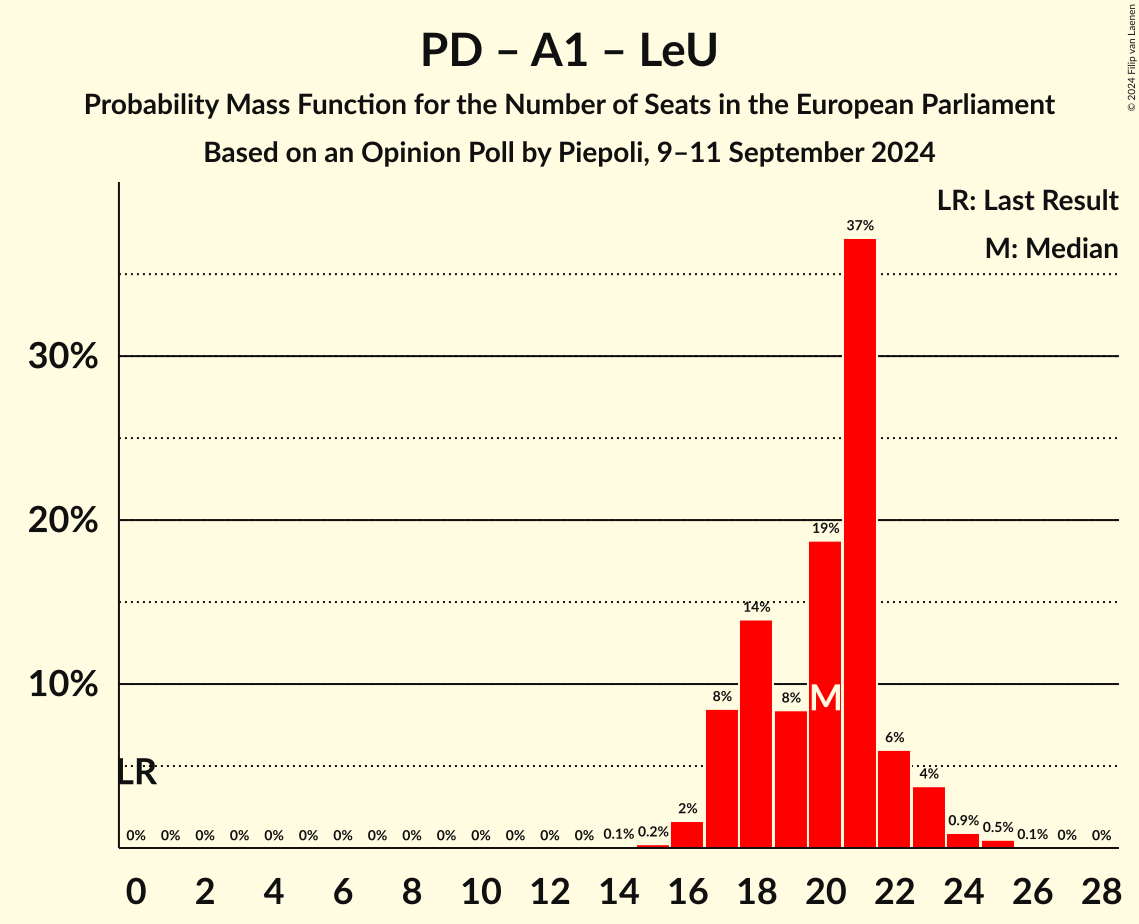 PD – A1 – LeU
Probability Mass Function for the Number of Seats in the European Parliament
Based on an Opinion Poll by Piepoli, 9–11 September 2024
© 2024 Filip van Laenen
LR: Last Result
M: Median
37%
30%
20%
19%
14%
10%
8%
8%
M
6%
LR
4%
2%
0% 0% 0% 0% 0% 0% 0% 0% 0% 0% 0% 0% 0% 0% 0.1% 0.2% 0.9% 0.5% 0.1% 0% 0%
0 2 4 6 8 10 12 14 16 18 20 22 24 26 28